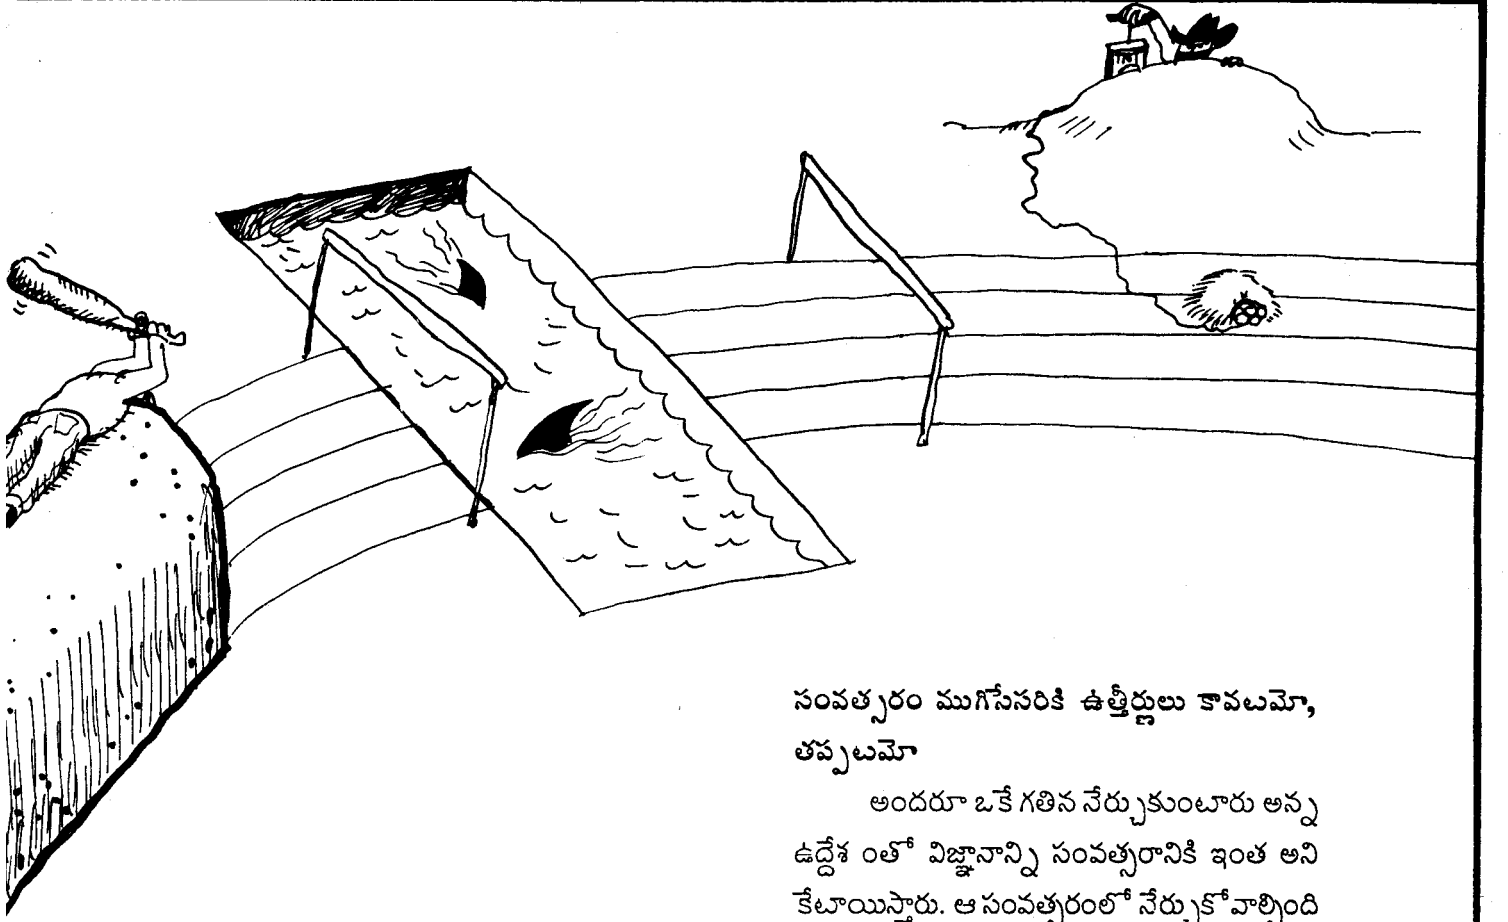 సంవత్సరం ముగిసేసరికి ఉత్తీర్ణులు కావటమో,
తప్పటమో
అందరూ ఒకే గతిన నేర్చుకుంటారు అన్న
ఉద్దేశ ంతో విజ్ఞానాన్ని సంవత్సరానికి ఇంత అని
కేటాయిస్తారు. ఆ సంవత్సరంలో నేర్చుకోవాల్సింది